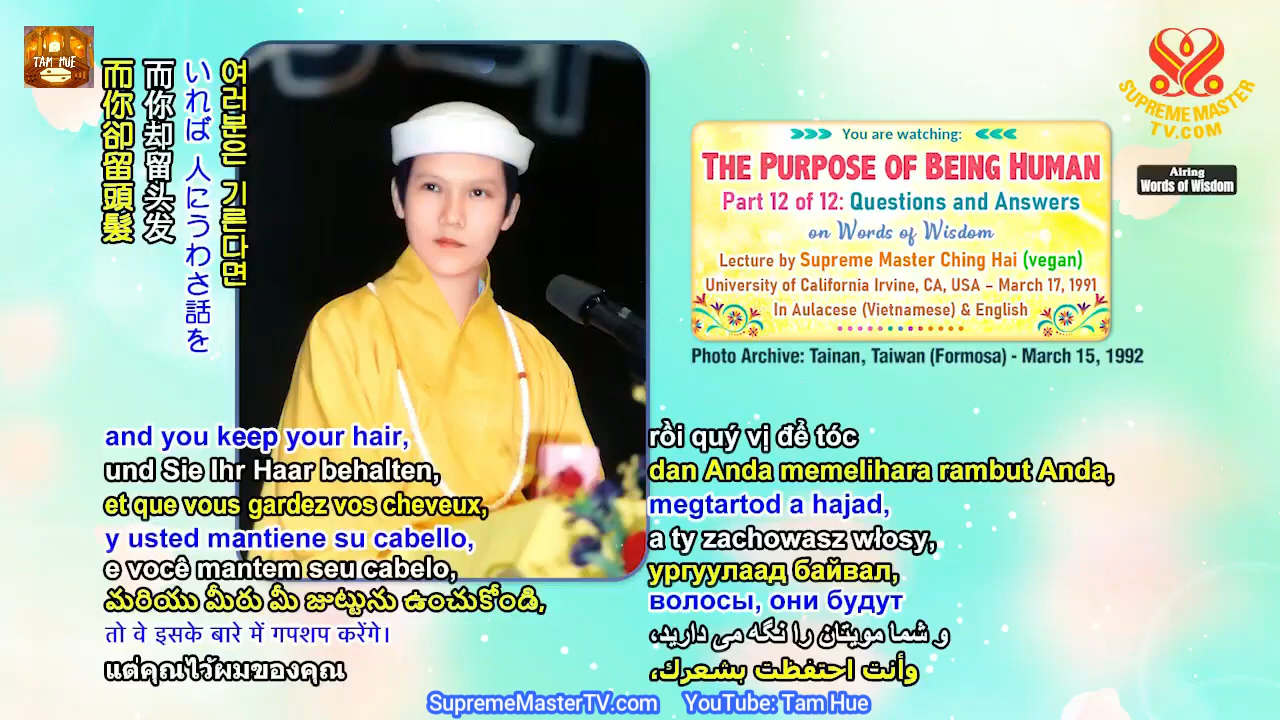 TAM HUE
而你卻留頭髮
而你却留头发
いれば 人にうわさ話を
여러분은 기른다면
SUPREME MASTER
TV.COM
Airing
Words of Wisdom
You are watching:
THE PURPOSE OF BEING HUMAN
Part 12 of 12: Questions and Answers
on Words of Wisdom
Lecture by Supreme Master Ching Hai (vegan)
University of California Irvine, CA, USA – March 17, 1991
In Aulacese (Vietnamese) & English
Photo Archive: Tainan, Taiwan (Formosa) - March 15, 1992
and you keep your hair,
und Sie Ihr Haar behalten,
et que vous gardez vos cheveux,
y usted mantiene su cabello,
e você mantem seu cabelo,
మరియు మీరు మీ జుట్టును ఉంచుకోండి,
तो वे इसके बारे में गपशप करेंगे।
แต่คุณไว้ผมของคุณ
rồi quý vị để tóc
dan Anda memelihara rambut Anda,
megtartod a hajad,
a ty zachowasz włosy,
ургуулаад байвал,
волосы, они будут
و شما مویتان را نگه می دارید،
وأنت احتفظت بشعرك،
SupremeMasterTV.com YouTube: Tam Hue